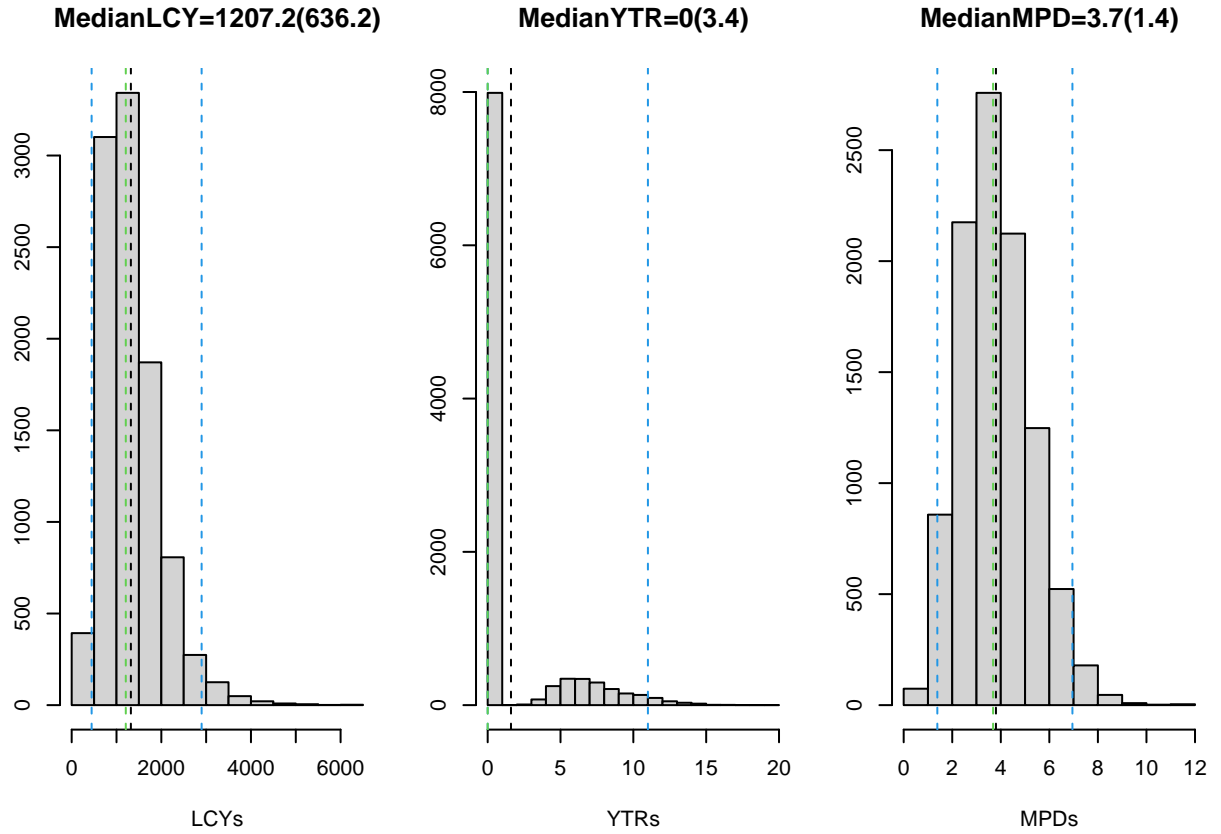 MedianLCY=1207.2(636.2)
0 500 1000 1500 2000 2500 3000
0 2000 4000 6000
LCYs
MedianYTR=0(3.4)
0 2000 4000 6000 8000
0 5 10 15 20
YTRs
MedianMPD=3.7(1.4)
0 500 1000 1500 2000 2500
0 2 4 6 8 10 12
MPDs